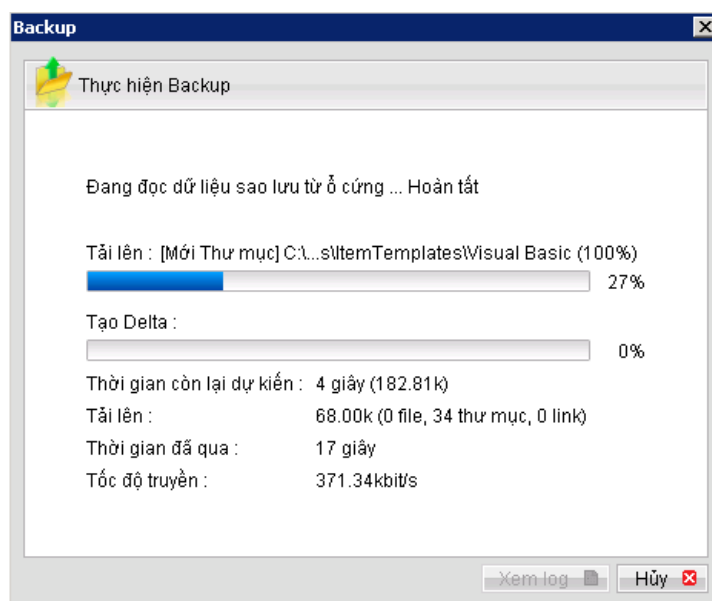 Backup
Thực hiện Backup
Đang đọc dữ liệu sao lưu từ ổ cứng ... Hoàn tất
Tải lên : [Mới Thư mục] C:\...s\ItemTemplates\Visual Basic (100%)
27%
Tạo Delta :
0%
Thời gian còn lại dự kiến : 4 giây (182.81k)
Tải lên : 68.00k (0 file, 34 thư mục, 0 link)
Thời gian đã qua : 17 giây
Tốc độ truyền : 371.34kbit/s
Xem log Hủy